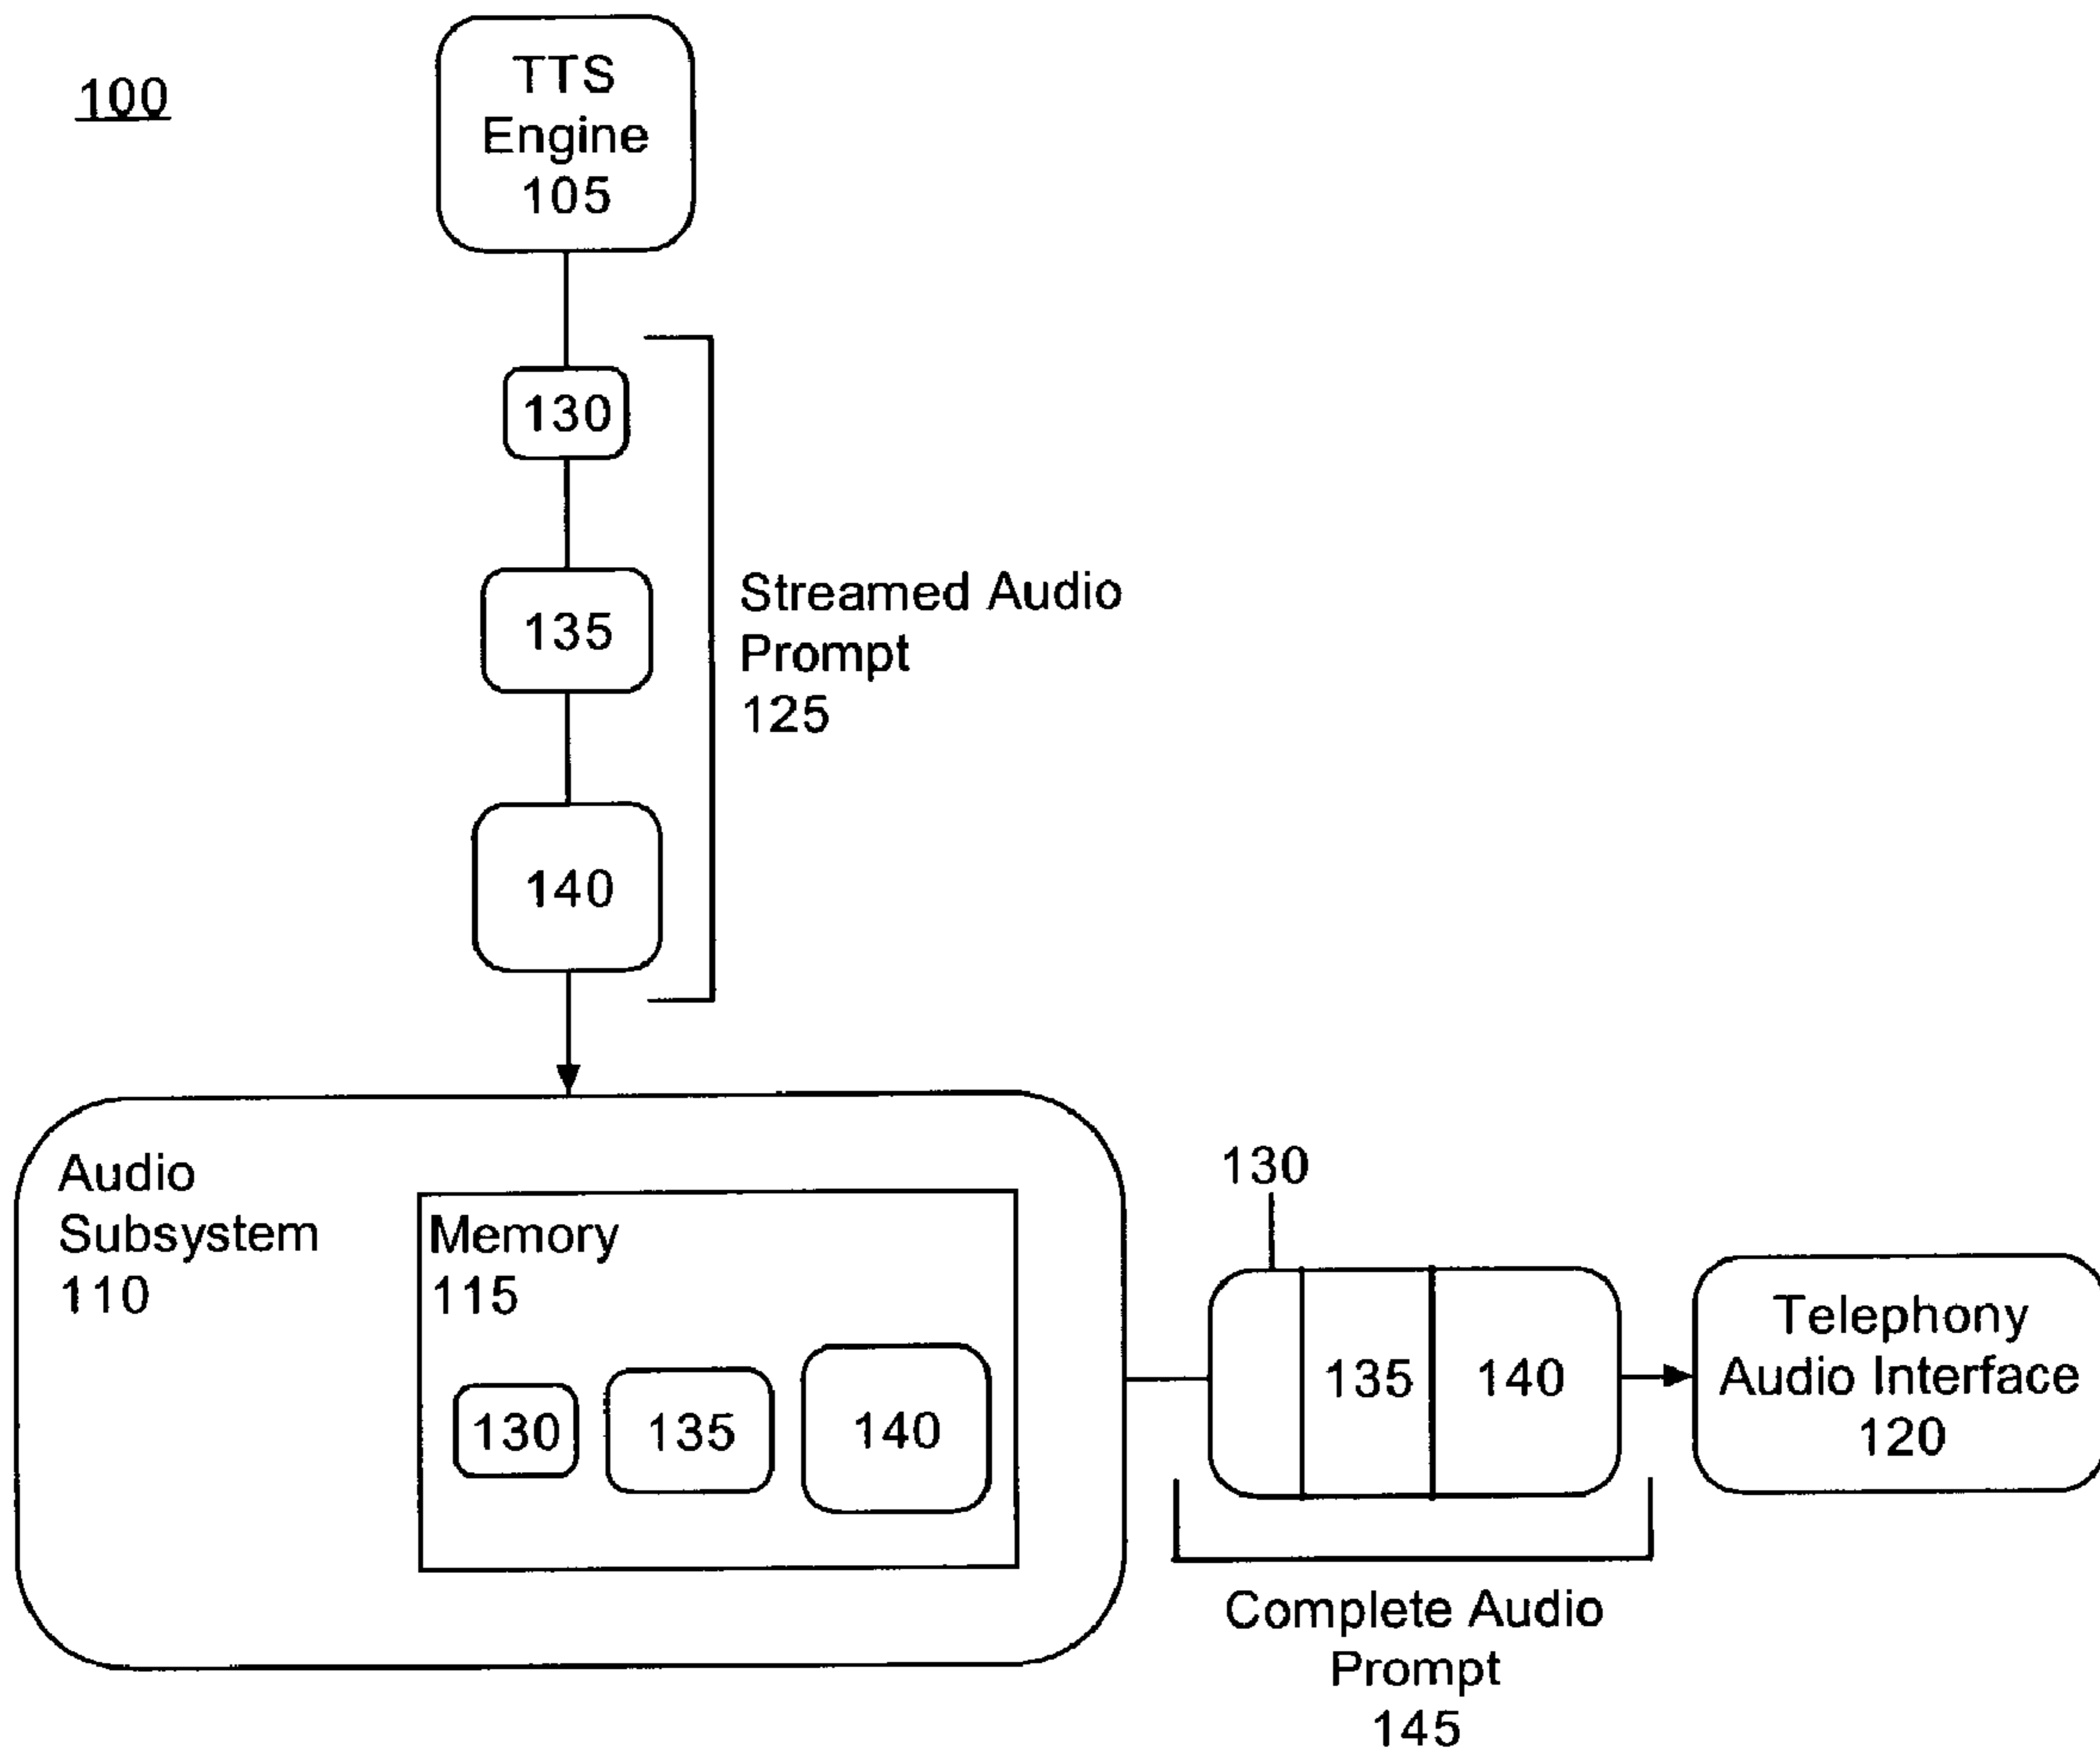 100
TTS
Engine
105
130
135
140
Streamed Audio
Prompt
125
Audio
Subsystem
110
Memory
115
130
135
140
130
135
140
Telephony
Audio Interface
120
Complete Audio
Prompt
145